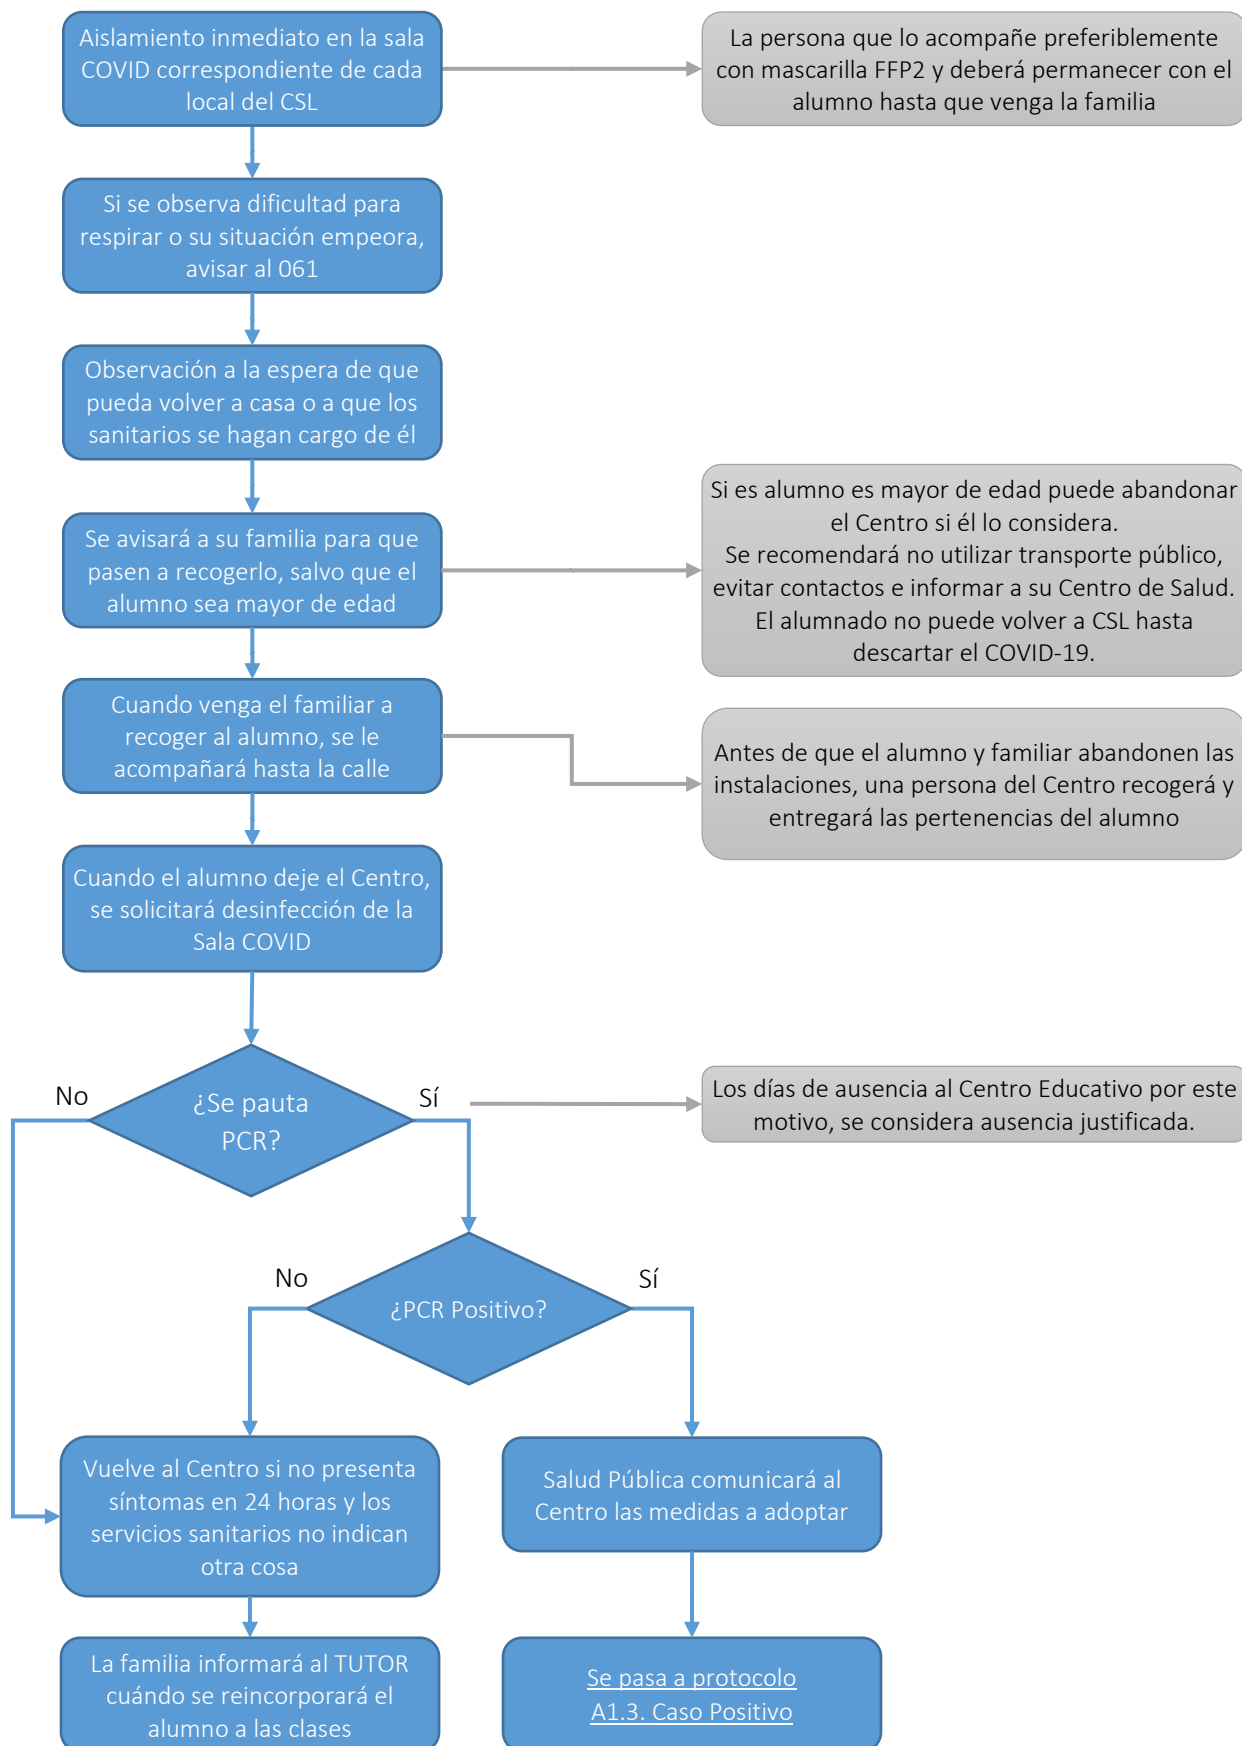 Aislamiento inmediato en la sala
COVID correspondiente de cada
local del CSL
La persona que lo acompañe preferiblemente
con mascarilla FFP2 y deberá permanecer con el
alumno hasta que venga la familia
Si se observa dificultad para
respirar o su situación empeora,
avisar al 061
Observación a la espera de que
pueda volver a casa o a que los
sanitarios se hagan cargo de él
Se avisará a su familia para que
pasen a recogerlo, salvo que el
alumno sea mayor de edad
Si es alumno es mayor de edad puede abandonar
el Centro si él lo considera.
Se recomendará no utilizar transporte público,
evitar contactos e informar a su Centro de Salud.
El alumnado no puede volver a CSL hasta
descartar el COVID-19.
Cuando venga el familiar a
recoger al alumno, se le
acompañará hasta la calle
Antes de que el alumno y familiar abandonen las
instalaciones, una persona del Centro recogerá y
entregará las pertenencias del alumno
Cuando el alumno deje el Centro,
se solicitará desinfección de la
Sala COVID
No
¿Se pauta
PCR?
Sí
Los días de ausencia al Centro Educativo por este
motivo, se considera ausencia justificada.
No
¿PCR Positivo?
Sí
Vuelve al Centro si no presenta
síntomas en 24 horas y los
servicios sanitarios no indican
otra cosa
Salud Pública comunicará al
Centro las medidas a adoptar
La familia informará al TUTOR
cuándo se reincorporará el
alumno a las clases
Se pasa a protocolo
A1.3. Caso Positivo